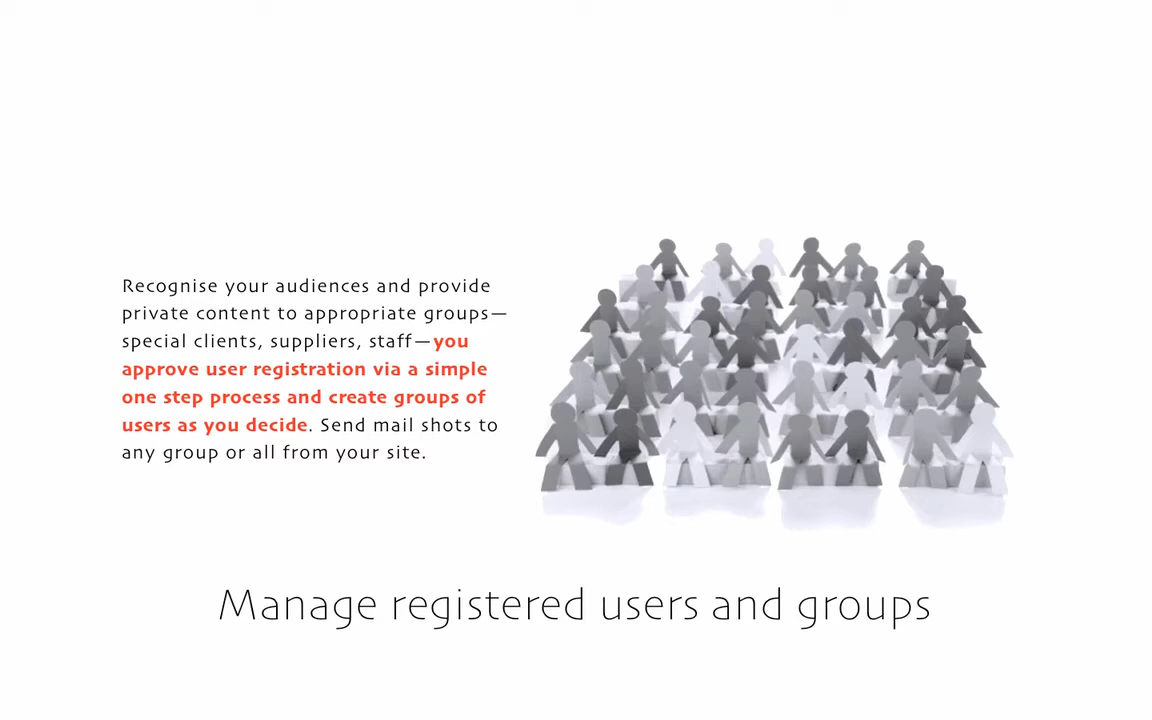 Recognise your audiences and provide
private content to appropriate groups—
special clients, suppliers, staff—you
approve user registration via a simple
one step process and create groups of
users as you decide. Send mail shots to
any group or all from your site.
Manage registered users and groups